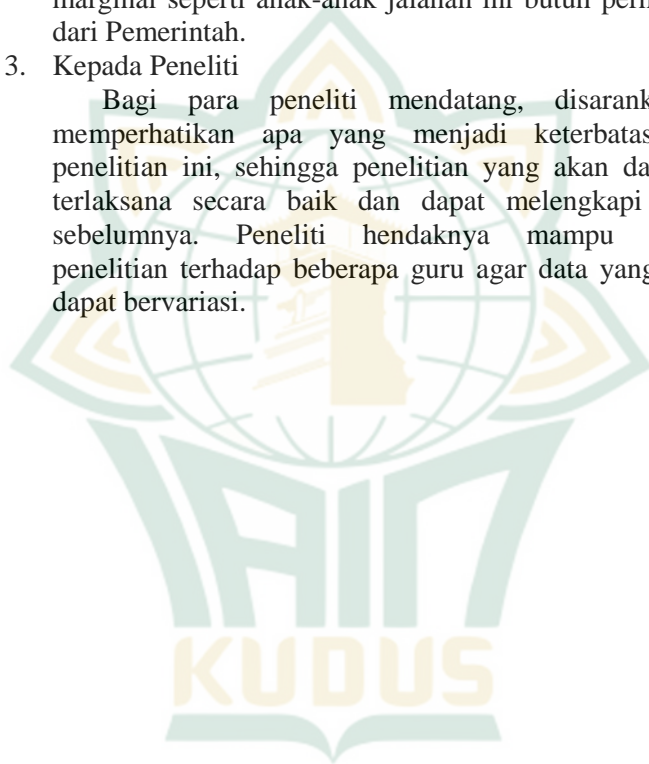 marginal seperti anak-anak jalanan ini butuh
dari Pemerintah.
3. Kepada Peneliti
Bagi para peneliti mendatang, disarank
memperhatikan apa yang menjadi keterbatas
penelitian ini, sehingga penelitian yang akan da
terlaksana secara baik dan dapat melengkapi
sebelumnya. Peneliti hendaknya mampu
penelitian terhadap beberapa guru agar data yang
dapat bervariasi.
IAIN
KUDUS